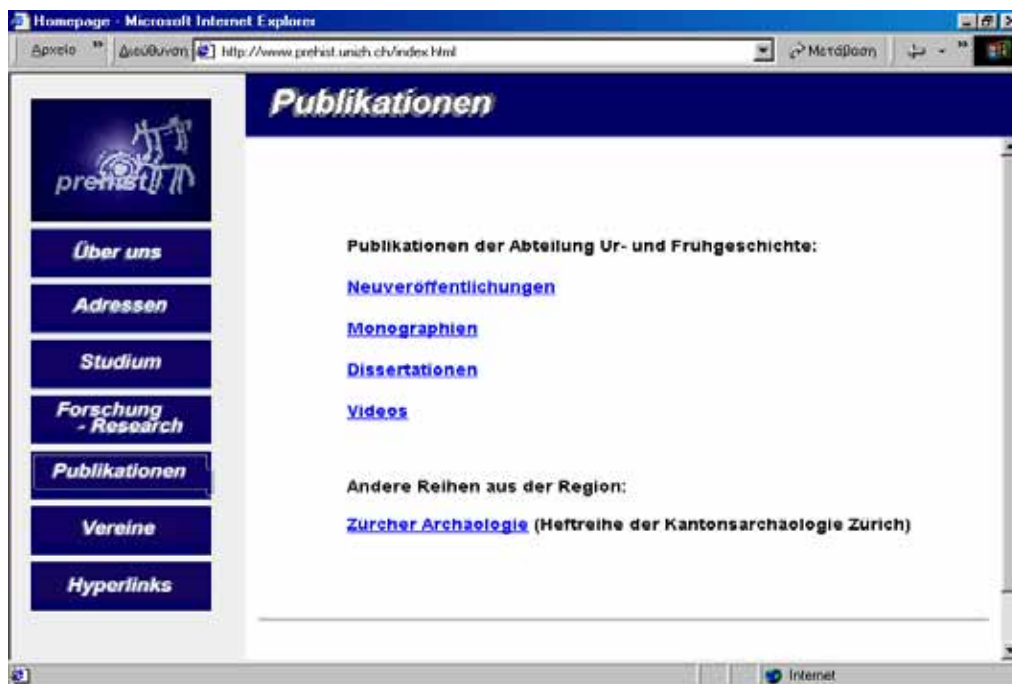 Homepage - Microsoft Internet Explorer
Αρχείο » Διεύθυνση http://www.prehist.unizh.ch/index.html Μετάβαση »
Publikationen
prehist
Über uns
Adressen
Studium
Forschung
- Research
Publikationen
Vereine
Hyperlinks
Publikationen der Abteilung Ur- und Frühgeschichte:
Neuveröffentlichungen
Monographien
Dissertationen
Videos
Andere Reihen aus der Region:
Zürcher Archäologie (Heftreihe der Kantonsarchäologie Zürich)
Internet